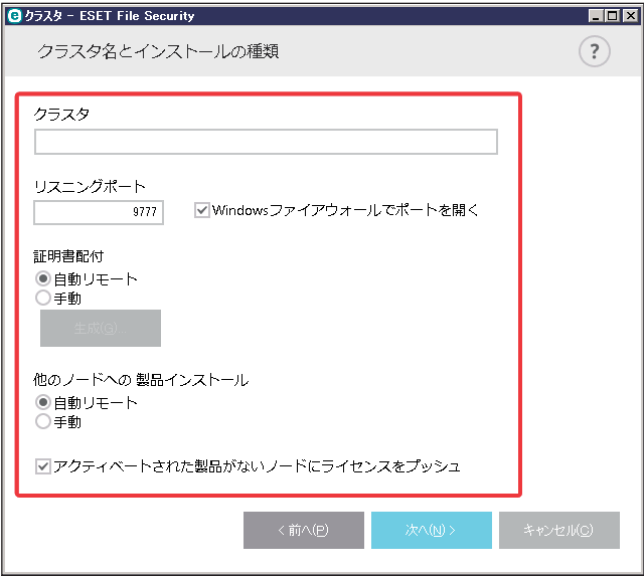 クラスタ - ESET File Security
クラスタ名とインストールの種類
?
クラスタ
リスニングポート
9777
Windowsファイアウォールでポートを開く
証明書配付
自動リモート
手動
生成(G)...
他のノードへの 製品インストール
自動リモート
手動
アクティベートされた製品がないノードにライセンスをプッシュ
< 前へ(P)
次へ(N) >
キャンセル(C)